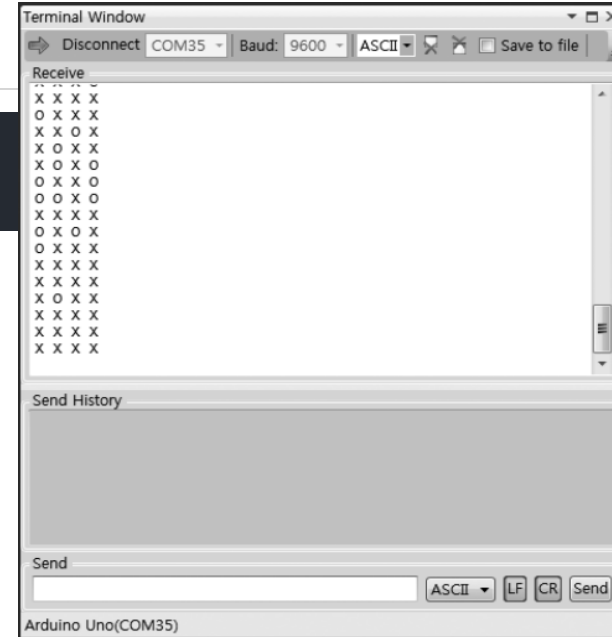 Terminal Window
Disconnect COM35 Baud: 9600 ASCII Save to file
Receive
X X X X
O X X X
X X O X
X O X X
X O X O
O X X O
O O X O
X X X X
O X O X
O X X X
X X X X
X X X X
X O X X
X X X X
X X X X
X X X X
Send History
Send
ASCII LF CR Send
Arduino Uno(COM35)